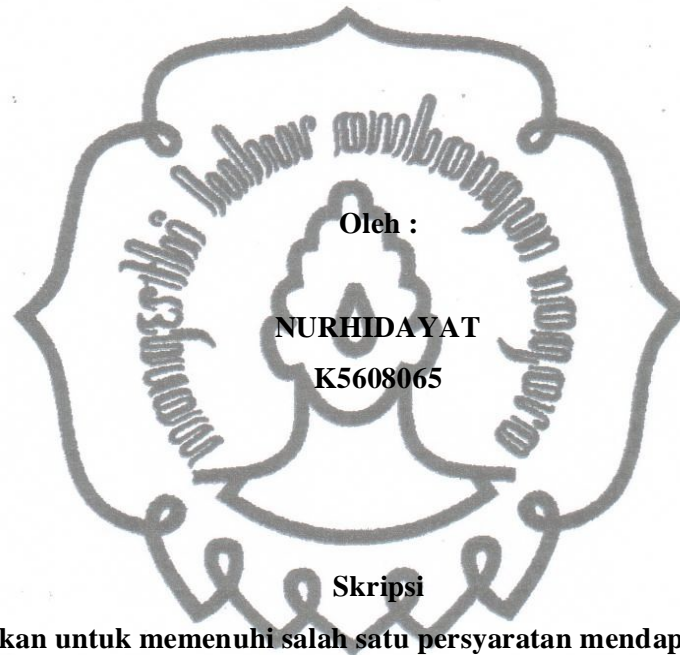 Oleh :
NURHIDAYAT
K5608065
Skripsi
kan untuk memenuhi salah satu persyaratan mendap